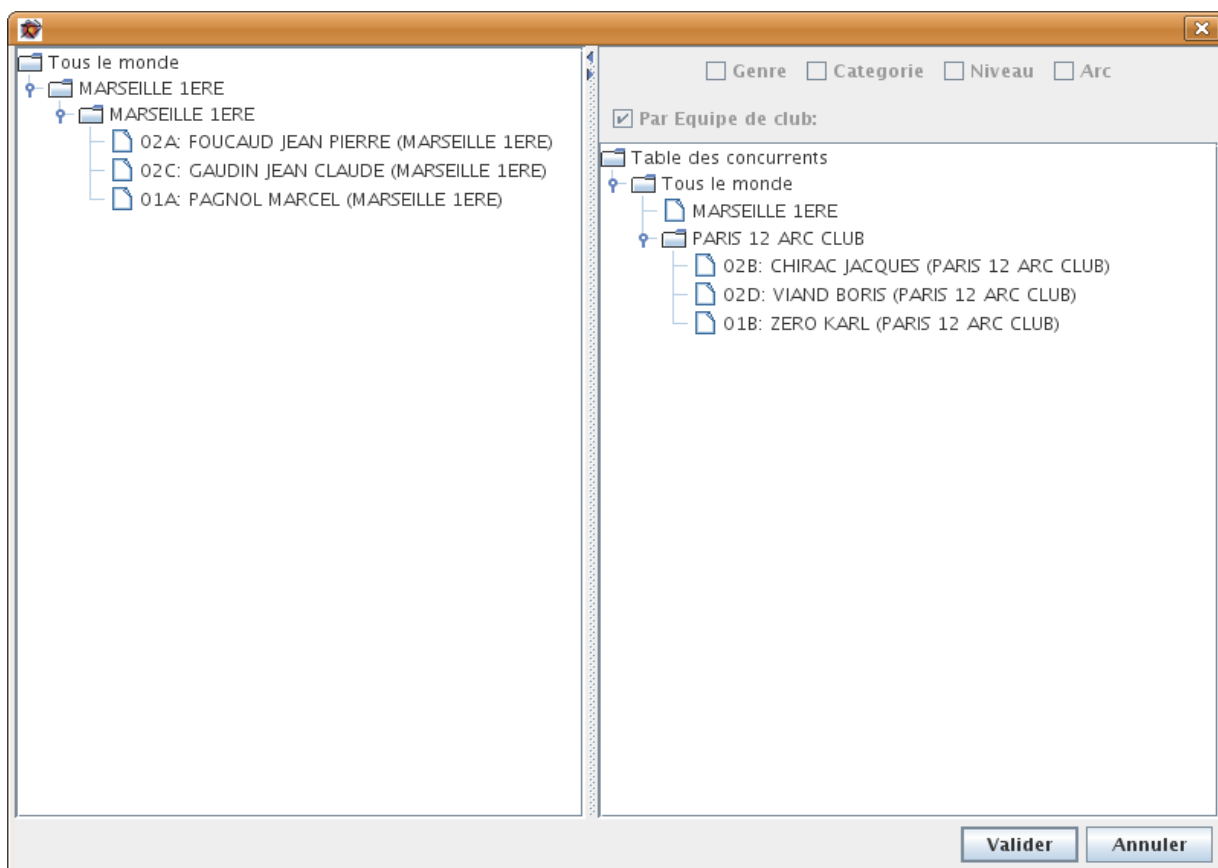 Tous le monde
MARSEILLE 1ERE
MARSEILLE 1ERE
02A: FOUCAUD JEAN PIERRE (MARSEILLE 1ERE)
02C: GAUDIN JEAN CLAUDE (MARSEILLE 1ERE)
01A: PAGNOL MARCEL (MARSEILLE 1ERE)
Genre Categorie Niveau Arc
Par Equipe de club:
Table des concurrents
Tous le monde
MARSEILLE 1ERE
PARIS 12 ARC CLUB
02B: CHIRAC JACQUES (PARIS 12 ARC CLUB)
02D: VIAND BORIS (PARIS 12 ARC CLUB)
01B: ZERO KARL (PARIS 12 ARC CLUB)
Valider Annuler